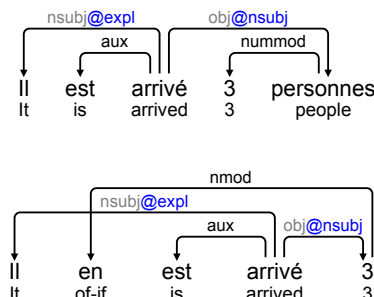 nsubj@expl obj@nsubj
aux nummod
Il est arrivé 3 personnes
It is arrived 3 people
nmod
nsubj@expl
aux obj@nsubj
Il en est arrivé 3
It of-if is arrived 3